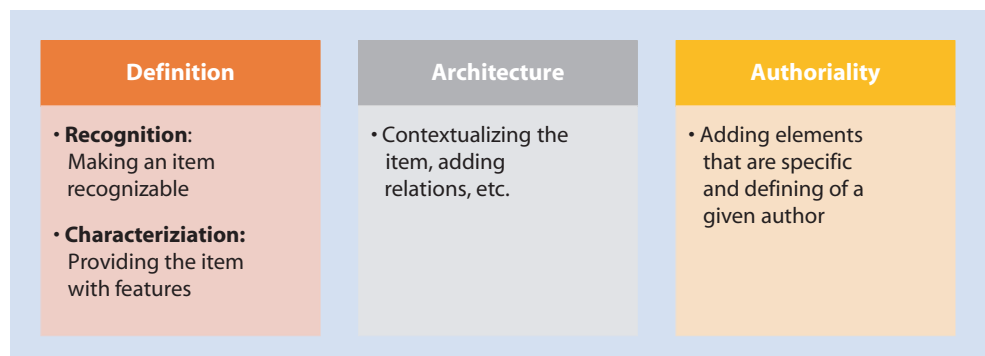 Definition
• Recognition:
Making an item
recognizable
• Characteriziation:
Providing the item
with features
Architecture
• Contextualizing the
item, adding
relations, etc.
Authoriality
• Adding elements
that are specific
and defining of a
given author